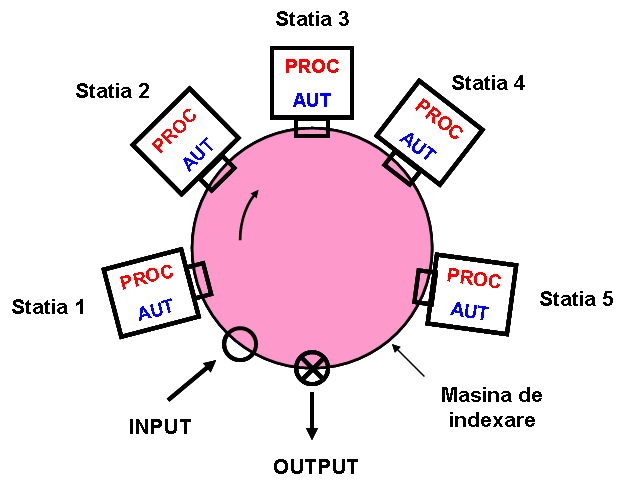 Statia 3
PROC
AUT
Statia 2
PROC
AUT
Statia 4
PROC
AUT
Statia 1
PROC
AUT
Statia 5
PROC
AUT
INPUT
OUTPUT
Masina de
indexare